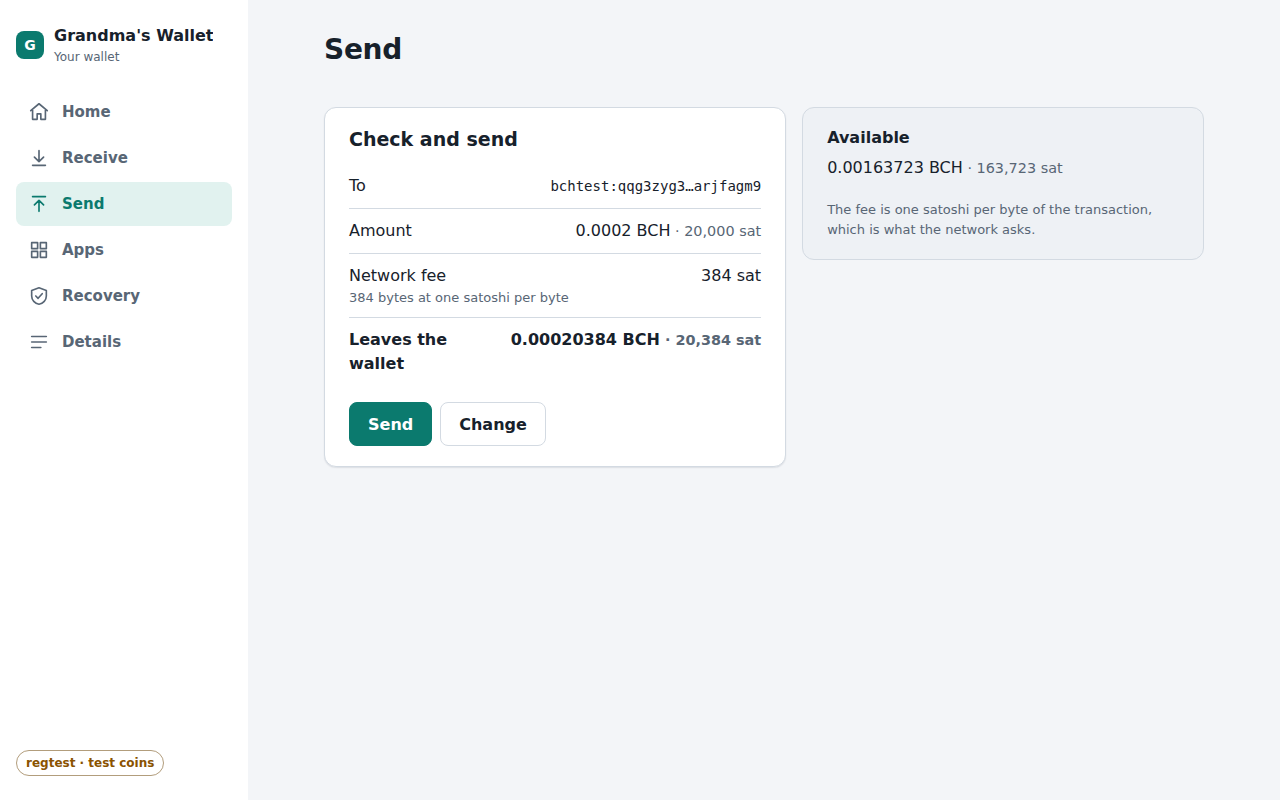 G
Grandma's Wallet
Your wallet
Home
Receive
Send
Apps
Recovery
Details
regtest · test coins
Send
Check and send
To bchtest:qqg3zyg3…arjfagm9
Amount 0.0002 BCH · 20,000 sat
Network fee 384 sat
384 bytes at one satoshi per byte
Leaves the wallet 0.00020384 BCH · 20,384 sat
Send Change
Available
0.00163723 BCH · 163,723 sat
The fee is one satoshi per byte of the transaction,
which is what the network asks.